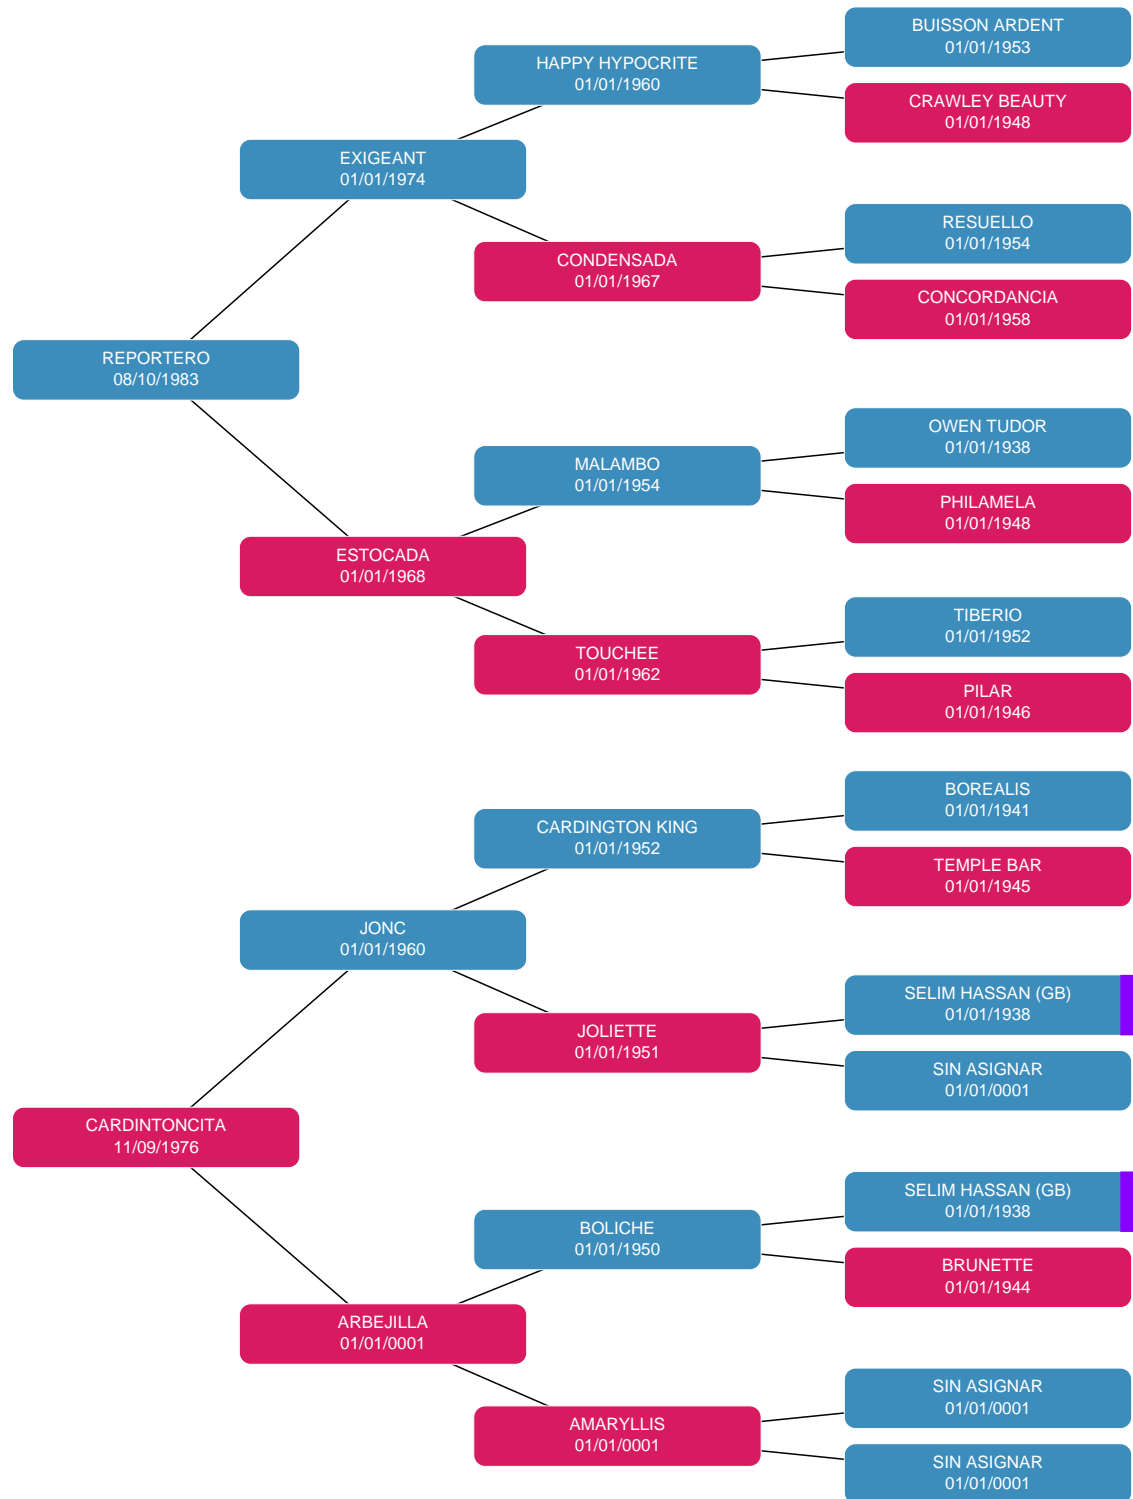 BUISSON ARDENT
01/01/1953
HAPPY HYPOCRITE
01/01/1960
CRAWLEY BEAUTY
01/01/1948
EXIGEANT
01/01/1974
RESUELLO
01/01/1954
CONDENSADA
01/01/1967
CONCORDANCIA
01/01/1958
REPORTERO
08/10/1983
OWEN TUDOR
01/01/1938
MALAMBO
01/01/1954
PHILAMELA
01/01/1948
ESTOCADA
01/01/1968
TIBERIO
01/01/1952
TOUCHEE
01/01/1962
PILAR
01/01/1946
BOREALIS
01/01/1941
CARDINGTON KING
01/01/1952
TEMPLE BAR
01/01/1945
JONC
01/01/1960
SELIM HASSAN (GB)
01/01/1938
JOLIETTE
01/01/1951
SIN ASIGNAR
01/01/0001
CARDINTONCITA
11/09/1976
SELIM HASSAN (GB)
01/01/1938
BOLICHE
01/01/1950
BRUNETTE
01/01/1944
ARBEJILLA
01/01/0001
SIN ASIGNAR
01/01/0001
AMARYLLIS
01/01/0001
SIN ASIGNAR
01/01/0001